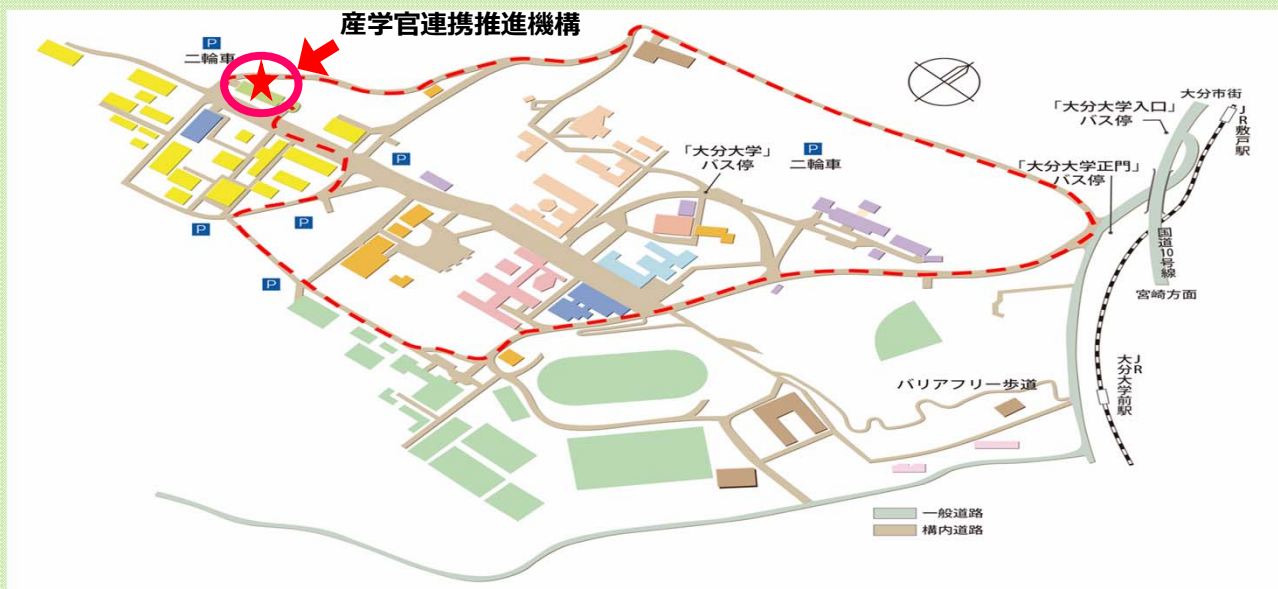 産学官連携推進機構
P
二輪車
P
P
P
P
「大分大学」
バス停
P
二輪車
大分市街
「大分大学入口」
バス停
JR敷戸駅
「大分大学正門」
バス停
国道10号線
宮崎方面
JR
大分大学前駅
バリアフリー歩道
一般道路
構内道路